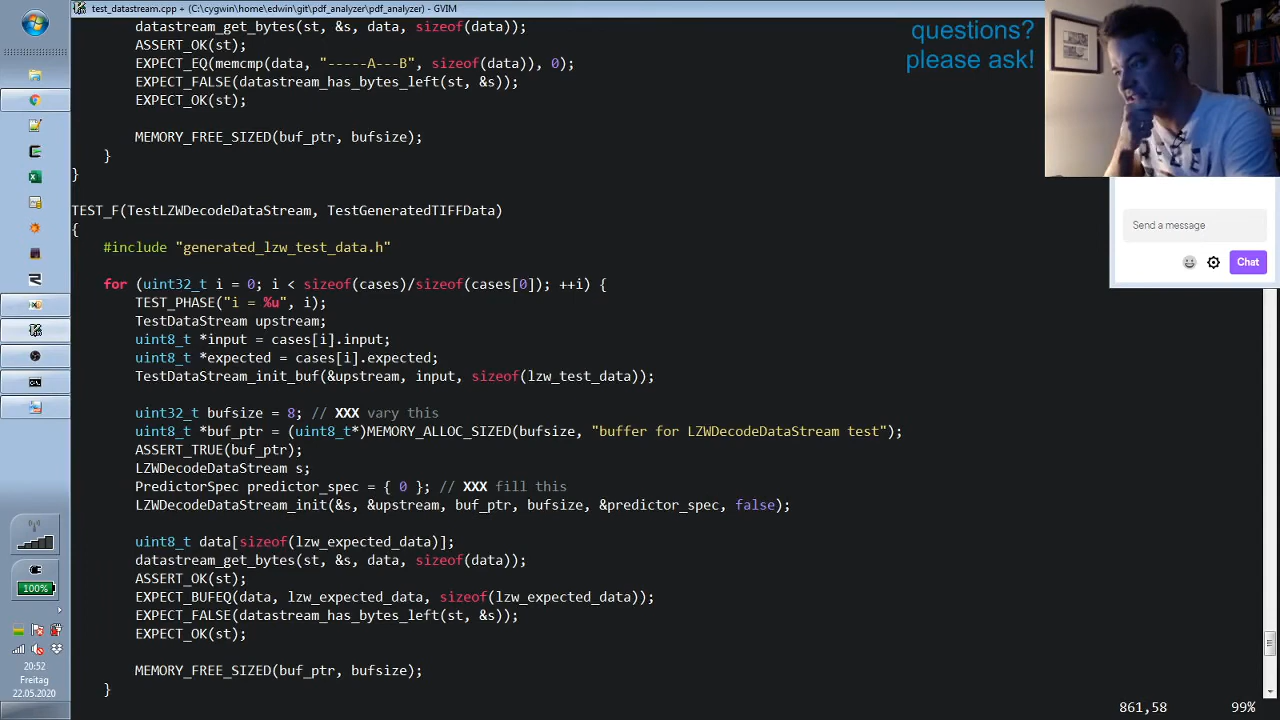 test_datastream.cpp + (C:\cygwin\home\edwin\git\pdf_analyzer\pdf_analyzer) - GVIM
datastream_get_bytes(st, &s, data, sizeof(data));
ASSERT_OK(st);
EXPECT_EQ(memcmp(data, "-----A---B", sizeof(data)), 0);
EXPECT_FALSE(datastream_has_bytes_left(st, &s));
EXPECT_OK(st);
MEMORY_FREE_SIZED(buf_ptr, bufsize);
}
}
TEST_F(TestLZWDecodeDataStream, TestGeneratedTIFFData)
{
#include "generated_lzw_test_data.h"
for (uint32_t i = 0; i < sizeof(cases)/sizeof(cases[0]); ++i) {
TEST_PHASE("i = %u", i);
TestDataStream upstream;
uint8_t *input = cases[i].input;
uint8_t *expected = cases[i].expected;
TestDataStream_init_buf(&upstream, input, sizeof(lzw_test_data));
uint32_t bufsize = 8; // XXX vary this
uint8_t *buf_ptr = (uint8_t*)MEMORY_ALLOC_SIZED(bufsize, "buffer for LZWDecodeDataStream test");
ASSERT_TRUE(buf_ptr);
LZWDecodeDataStream s;
PredictorSpec predictor_spec = { 0 }; // XXX fill this
LZWDecodeDataStream_init(&s, &upstream, buf_ptr, bufsize, &predictor_spec, false);
uint8_t data[sizeof(lzw_expected_data)];
datastream_get_bytes(st, &s, data, sizeof(data));
ASSERT_OK(st);
EXPECT_BUFEQ(data, lzw_expected_data, sizeof(lzw_expected_data));
EXPECT_FALSE(datastream_has_bytes_left(st, &s));
EXPECT_OK(st);
MEMORY_FREE_SIZED(buf_ptr, bufsize);
}
861,58 99%
questions?
please ask!
Send a message
Chat
100%
20:52
Freitag
22.05.2020